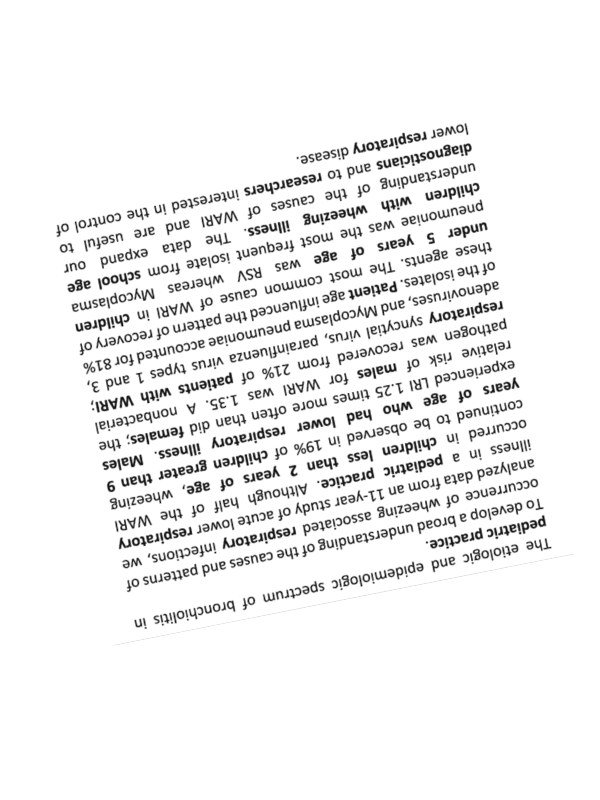 The etiologic and epidemiologic spectrum of bronchiolitis in
pediatric practice.
To develop a broad understanding of the causes and patterns of
occurrence of wheezing associated respiratory infections, we
analyzed data from an 11-year study of acute lower respiratory
illness in a pediatric practice. Although half of the WARI
occurred in children less than 2 years of age, wheezing
continued to be observed in 19% of children greater than 9
years of age who had lower respiratory illness. Males
experienced LRI 1.25 times more often than did females; the
relative risk of males for WARI was 1.35. A nonbacterial
pathogen was recovered from 21% of patients with WARI;
respiratory syncytial virus, parainfluenza virus types 1 and 3,
adenoviruses, and Mycoplasma pneumoniae accounted for 81%
of the isolates. Patient age influenced the pattern of recovery of
these agents. The most common cause of WARI in children
under 5 years of age was RSV whereas Mycoplasma
pneumoniae was the most frequent isolate from school age
children with wheezing illness. The data expand our
understanding of the causes of WARI and are useful to
diagnosticians and to researchers interested in the control of
lower respiratory disease.